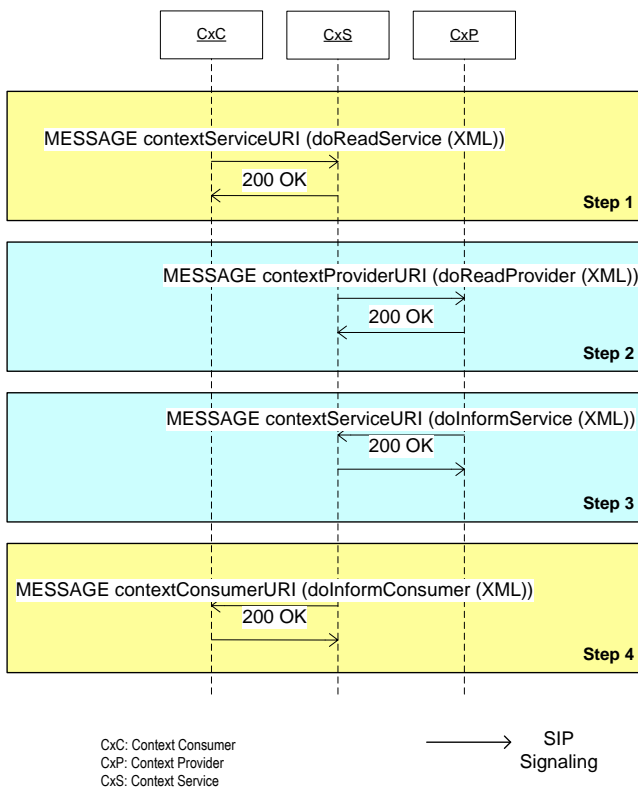 CxC
CxS
CxP
MESSAGE contextServiceURI (doReadService (XML))
200 OK
Step 1
MESSAGE contextProviderURI (doReadProvider (XML))
200 OK
Step 2
MESSAGE contextServiceURI (doInformService (XML))
200 OK
Step 3
MESSAGE contextConsumerURI (doInformConsumer (XML))
200 OK
Step 4
CxC: Context Consumer
CxP: Context Provider
CxS: Context Service
SIP
Signaling